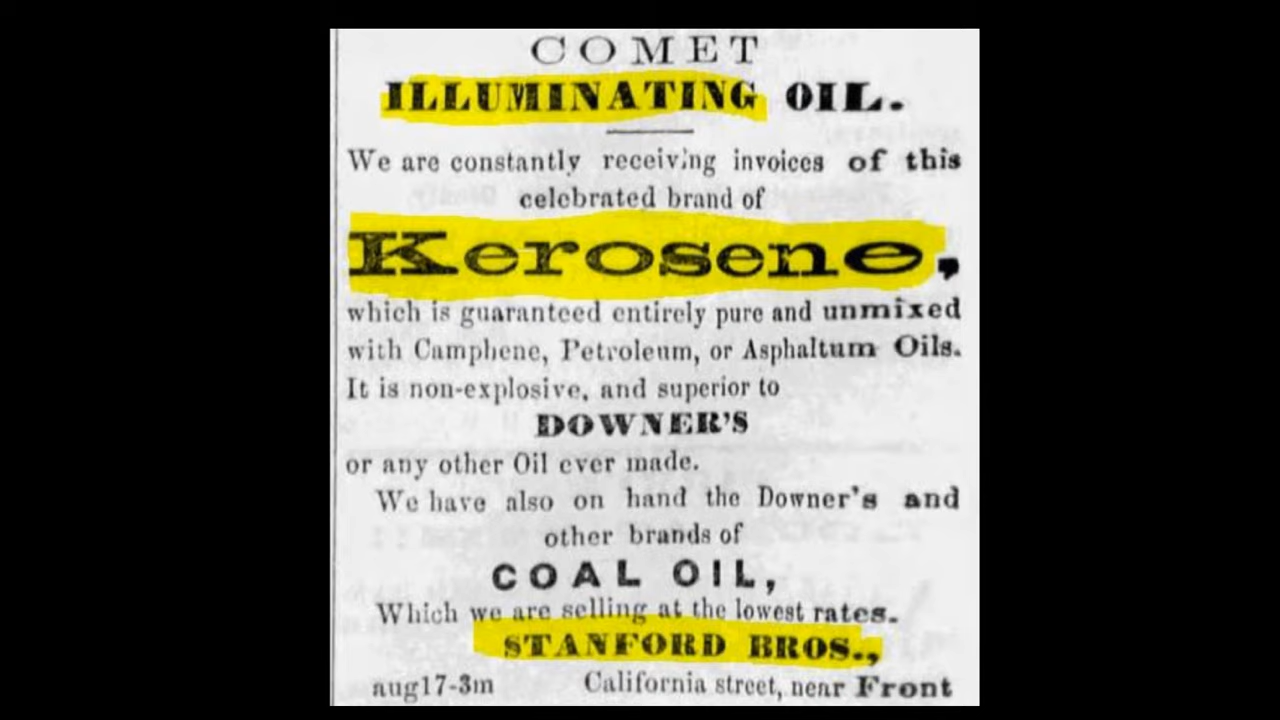 COMET
ILLUMINATING OIL.
We are constantly receiving invoices of this
celebrated brand of
Kerosene,
which is guaranteed entirely pure and unmixed
with Camphene, Petroleum, or Asphaltum Oils.
It is non-explosive, and superior to
DOWNER'S
or any other Oil ever made.
We have also on hand the Downer's and
other brands of
COAL OIL,
Which we are selling at the lowest rates.
STANFORD BROS.,
aug17-3m California street, near Front